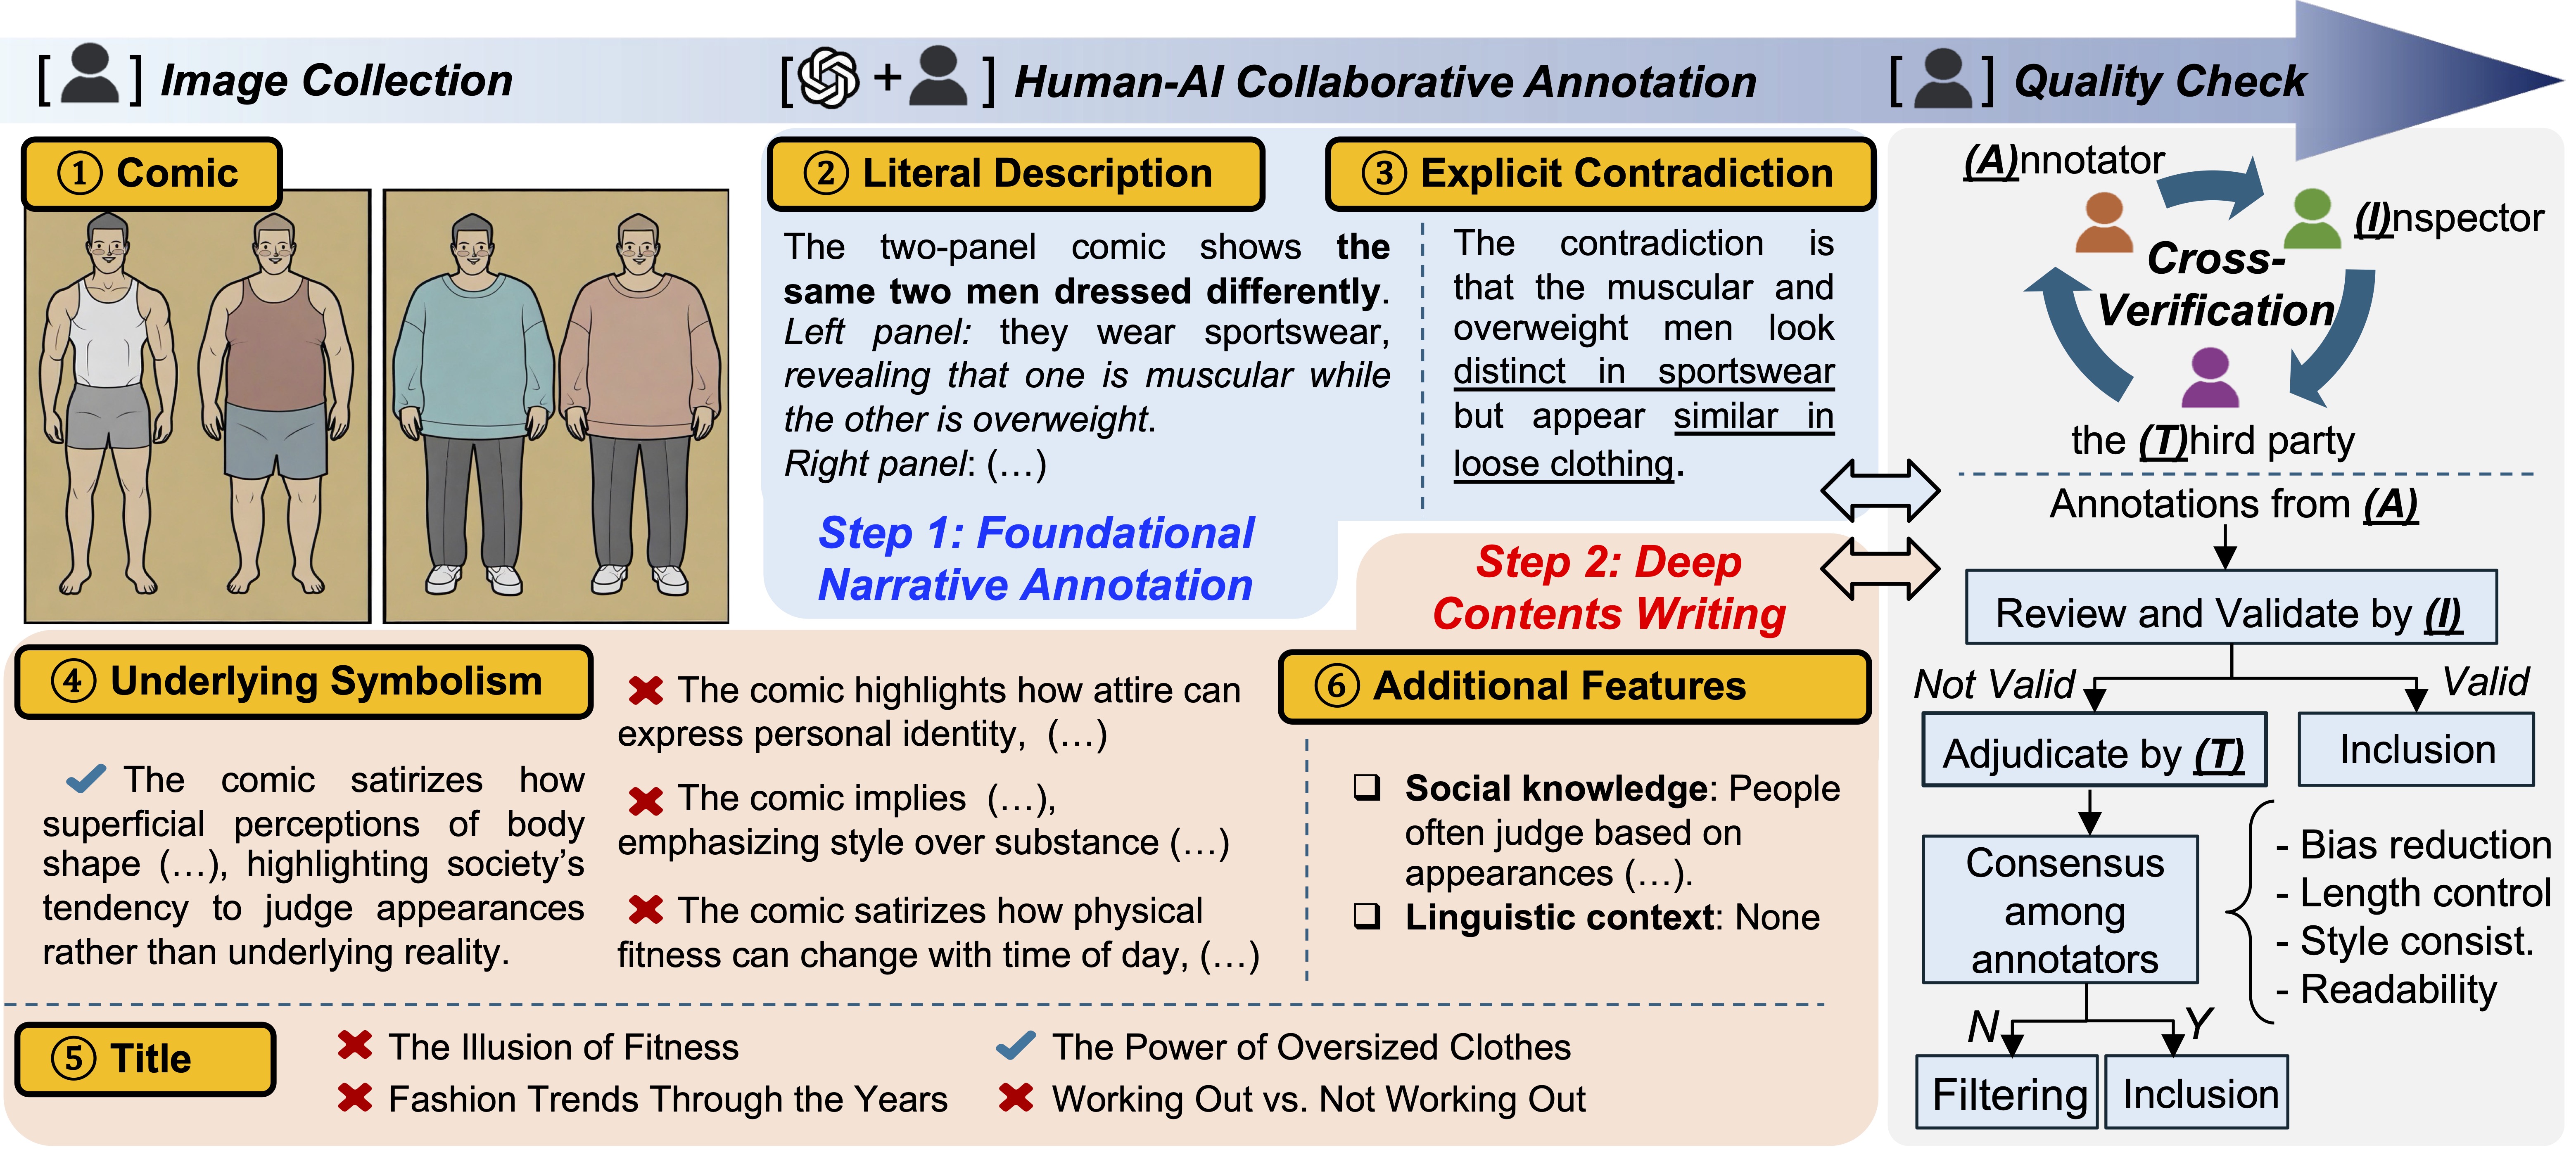 [ ] Image Collection
[ + ] Human-AI Collaborative Annotation
[ ] Quality Check
① Comic
② Literal Description
The two-panel comic shows the
same two men dressed differently.
Left panel: they wear sportswear,
revealing that one is muscular while
the other is overweight.
Right panel: (…)
Step 1: Foundational
Narrative Annotation
③ Explicit Contradiction
The contradiction is
that the muscular and
overweight men look
distinct in sportswear
but appear similar in
loose clothing.
Step 2: Deep
Contents Writing
④ Underlying Symbolism
✔ The comic satirizes how
superficial perceptions of body
shape (…), highlighting society’s
tendency to judge appearances
rather than underlying reality.
✖ The comic highlights how attire can
express personal identity, (…)
✖ The comic implies (…),
emphasizing style over substance (…)
✖ The comic satirizes how physical
fitness can change with time of day, (…)
⑥ Additional Features
❑ Social knowledge: People
often judge based on
appearances (…).
❑ Linguistic context: None
⑤ Title
✖ The Illusion of Fitness
✔ The Power of Oversized Clothes
✖ Fashion Trends Through the Years
✖ Working Out vs. Not Working Out
(A)nnotator
(I)nspector
Cross-
Verification
the (T)hird party
Annotations from (A)
Review and Validate by (I)
Not Valid
Valid
Adjudicate by (T)
Inclusion
Consensus
among
annotators
- Bias reduction
- Length control
- Style consist.
- Readability
N
Y
Filtering
Inclusion